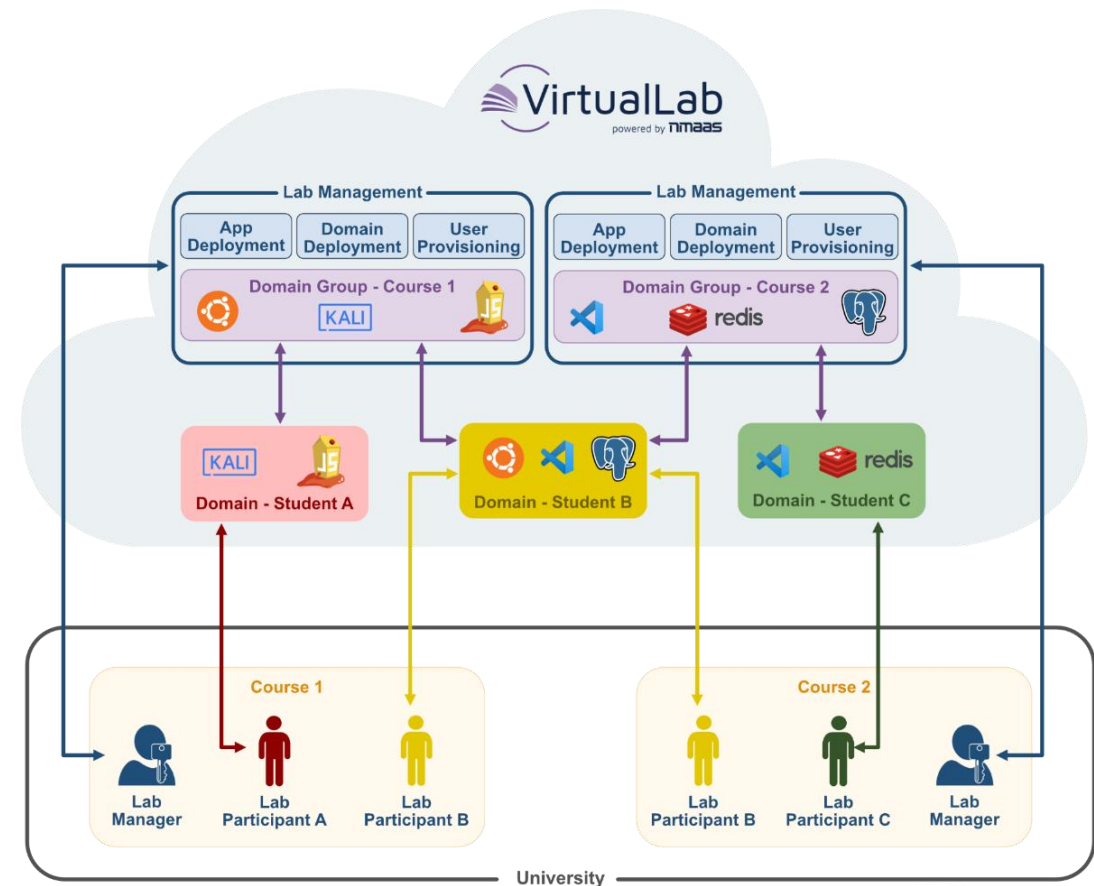 VirtualLab
powered by nmaas
Lab Management
Lab Management
App
Deployment
Domain
Deployment
User
Provisioning
App
Deployment
Domain
Deployment
User
Provisioning
Domain Group - Course 1
KALI
JS
Domain Group - Course 2
redis
KALI
JS
Domain - Student A
Domain - Student B
redis
Domain - Student C
Course 1
Course 2
Lab
Manager
Lab
Participant A
Lab
Participant B
Lab
Participant B
Lab
Participant C
Lab
Manager
University